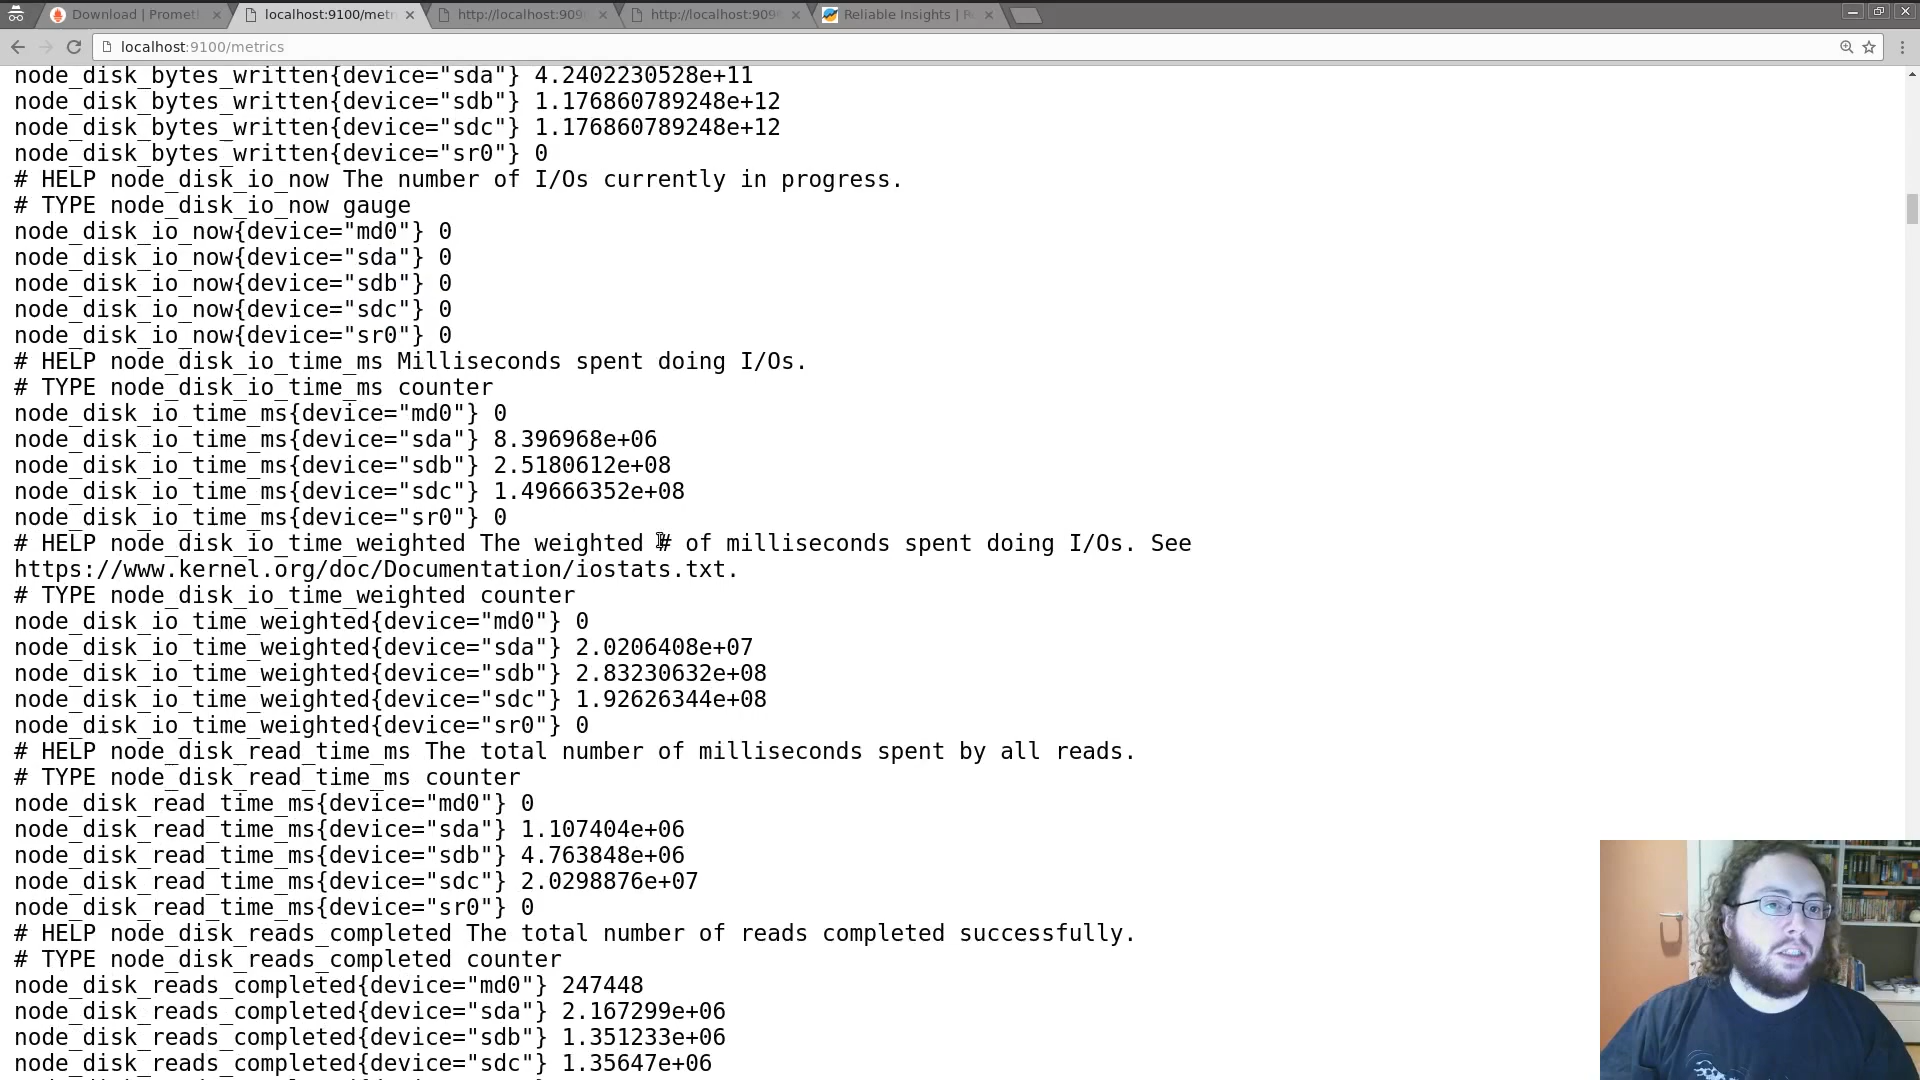 Download | Prometh
localhost:9100/metr
http://localhost:909
http://localhost:909
Reliable Insights | R
localhost:9100/metrics
node_disk_bytes_written{device="sda"} 4.2402230528e+11
node_disk_bytes_written{device="sdb"} 1.176860789248e+12
node_disk_bytes_written{device="sdc"} 1.176860789248e+12
node_disk_bytes_written{device="sr0"} 0
# HELP node_disk_io_now The number of I/Os currently in progress.
# TYPE node_disk_io_now gauge
node_disk_io_now{device="md0"} 0
node_disk_io_now{device="sda"} 0
node_disk_io_now{device="sdb"} 0
node_disk_io_now{device="sdc"} 0
node_disk_io_now{device="sr0"} 0
# HELP node_disk_io_time_ms Milliseconds spent doing I/Os.
# TYPE node_disk_io_time_ms counter
node_disk_io_time_ms{device="md0"} 0
node_disk_io_time_ms{device="sda"} 8.396968e+06
node_disk_io_time_ms{device="sdb"} 2.5180612e+08
node_disk_io_time_ms{device="sdc"} 1.49666352e+08
node_disk_io_time_ms{device="sr0"} 0
# HELP node_disk_io_time_weighted The weighted # of milliseconds spent doing I/Os. See
https://www.kernel.org/doc/Documentation/iostats.txt.
# TYPE node_disk_io_time_weighted counter
node_disk_io_time_weighted{device="md0"} 0
node_disk_io_time_weighted{device="sda"} 2.0206408e+07
node_disk_io_time_weighted{device="sdb"} 2.83230632e+08
node_disk_io_time_weighted{device="sdc"} 1.92626344e+08
node_disk_io_time_weighted{device="sr0"} 0
# HELP node_disk_read_time_ms The total number of milliseconds spent by all reads.
# TYPE node_disk_read_time_ms counter
node_disk_read_time_ms{device="md0"} 0
node_disk_read_time_ms{device="sda"} 1.107404e+06
node_disk_read_time_ms{device="sdb"} 4.763848e+06
node_disk_read_time_ms{device="sdc"} 2.0298876e+07
node_disk_read_time_ms{device="sr0"} 0
# HELP node_disk_reads_completed The total number of reads completed successfully.
# TYPE node_disk_reads_completed counter
node_disk_reads_completed{device="md0"} 247448
node_disk_reads_completed{device="sda"} 2.167299e+06
node_disk_reads_completed{device="sdb"} 1.351233e+06
node_disk_reads_completed{device="sdc"} 1.35647e+06